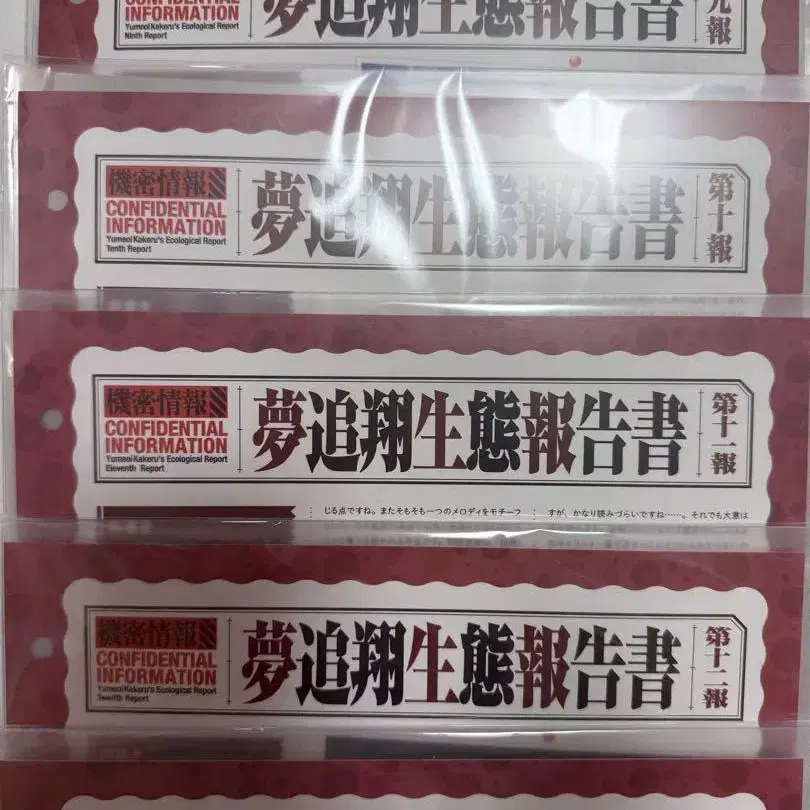 CONFIDENTIAL
INFORMATION
Yumeoi Kakeru's Ecological Report
Ninth Report
夢追翔生態報告書
九報
機密情報
CONFIDENTIAL
INFORMATION
Yumeoi Kakeru's Ecological Report
Tenth Report
夢追翔生態報告書
第十報
機密情報
CONFIDENTIAL
INFORMATION
Yumeoi Kakeru's Ecological Report
Eleventh Report
夢追翔生態報告書
第十一報
じる点ですね。またそもそも一つのメロディをモチーフ
すが、かなり読みづらいですね……。それでも大意は
機密情報
CONFIDENTIAL
INFORMATION
Yumeoi Kakeru's Ecological Report
Twelfth Report
夢追翔生態報告書
第十二報